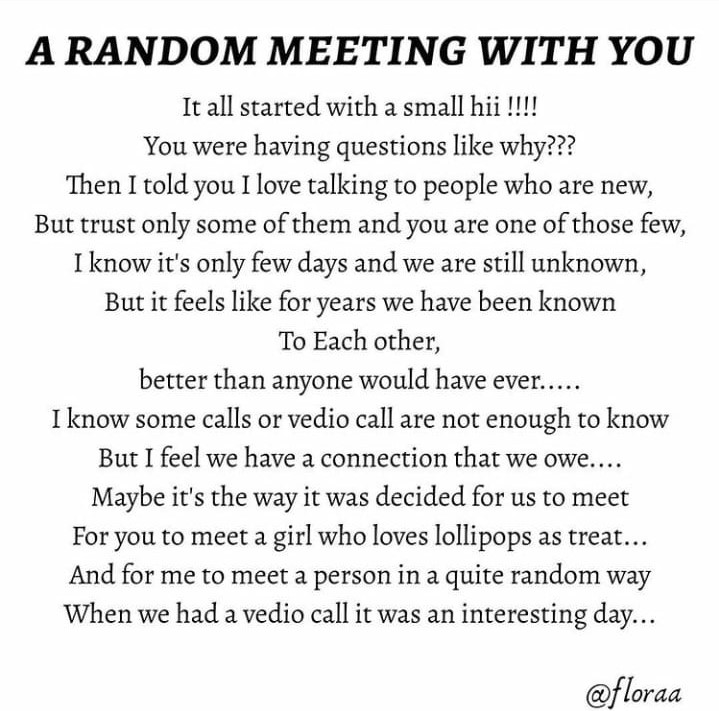 A RANDOM MEETING WITH YOU
It all started with a small hii !!!!
You were having questions like why???
Then I told you I love talking to people who are new,
But trust only some of them and you are one of those few,
I know it's only few days and we are still unknown,
But it feels like for years we have been known
To Each other,
better than anyone would have ever.....
I know some calls or vedio call are not enough to know
But I feel we have a connection that we owe....
Maybe it's the way it was decided for us to meet
For you to meet a girl who loves lollipops as treat...
And for me to meet a person in a quite random way
When we had a vedio call it was an interesting day...
@floraa